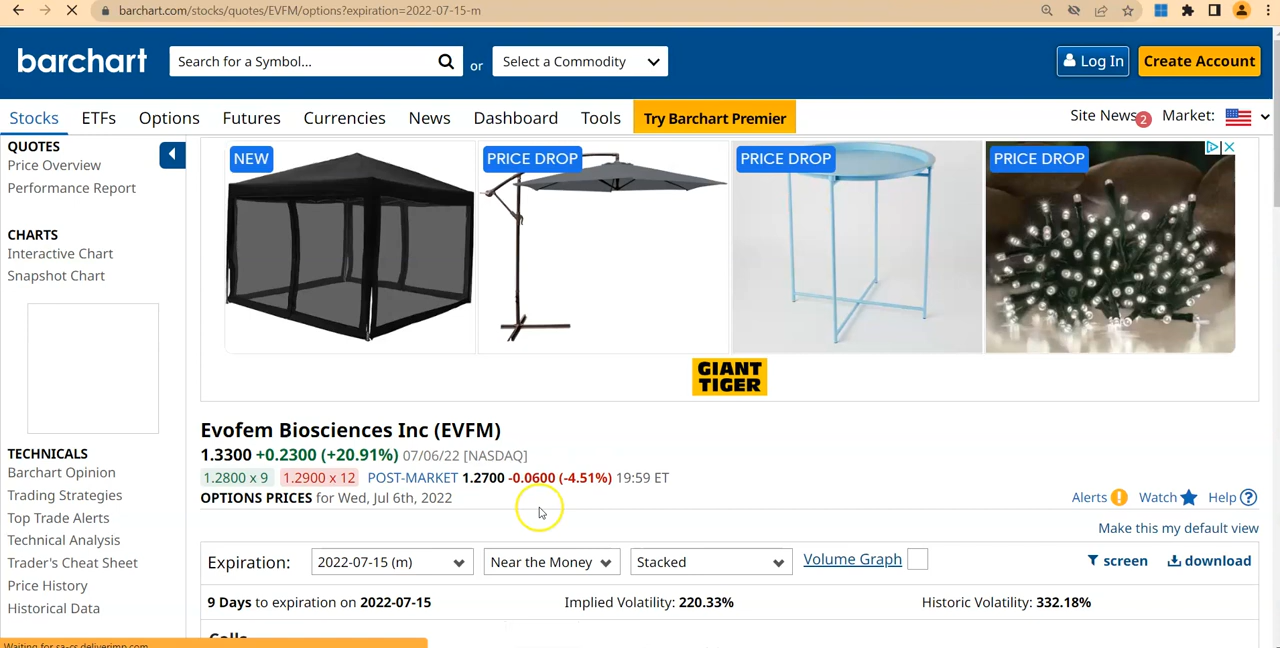 barchart.com/stocks/quotes/EVFM/options?expiration=2022-07-15-m
barchart
Search for a Symbol...
or
Select a Commodity
Log In
Create Account
Stocks
ETFs
Options
Futures
Currencies
News
Dashboard
Tools
Try Barchart Premier
Site News
2
Market:
QUOTES
Price Overview
Performance Report
CHARTS
Interactive Chart
Snapshot Chart
TECHNICALS
Barchart Opinion
Trading Strategies
Top Trade Alerts
Technical Analysis
Trader's Cheat Sheet
Price History
Historical Data
NEW
PRICE DROP
PRICE DROP
PRICE DROP
GIANT
TIGER
Evofem Biosciences Inc (EVFM)
1.3300 +0.2300 (+20.91%) 07/06/22 [NASDAQ]
1.2800 x 9 1.2900 x 12 POST-MARKET 1.2700 -0.0600 (-4.51%) 19:59 ET
OPTIONS PRICES for Wed, Jul 6th, 2022
Alerts
Watch
Help
Make this my default view
Expiration:
2022-07-15 (m)
Near the Money
Stacked
Volume Graph
screen
download
9 Days to expiration on 2022-07-15
Implied Volatility: 220.33%
Historic Volatility: 332.18%
Calls